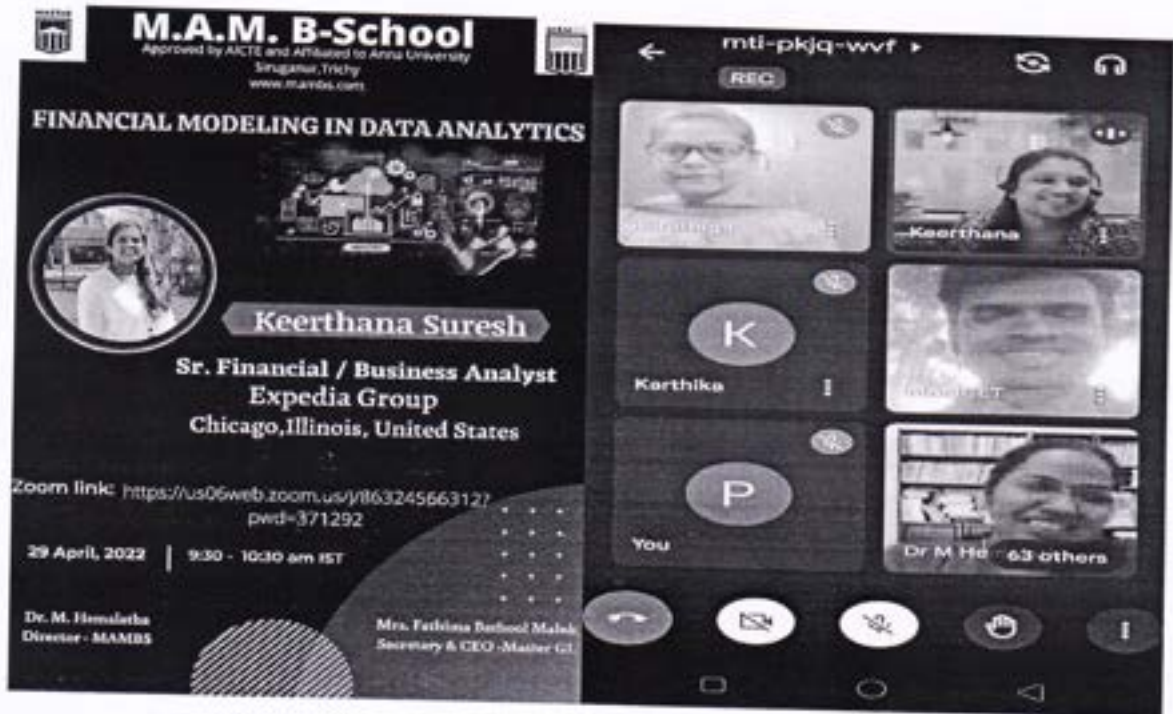 M.A.M. B-School
Approved by AICTE and Affiliated to Anna University
Siruganur, Trichy
www.mambs.com
FINANCIAL MODELING IN DATA ANALYTICS
Keerthana Suresh
Sr. Financial / Business Analyst
Expedia Group
Chicago,Illinois, United States
Zoom link: https://us06web.zoom.us/j/86324566312?
pwd=371292
29 April, 2022 | 9:30 - 10:30 am IST
Dr. M. Hemalatha
Director - MAMBS
Mrs. Fathima
Secretary & CEO -Master
mti-pkjq-wvf
REC
Keerthana
K
Karthika
P
You
Dr M He
63 others